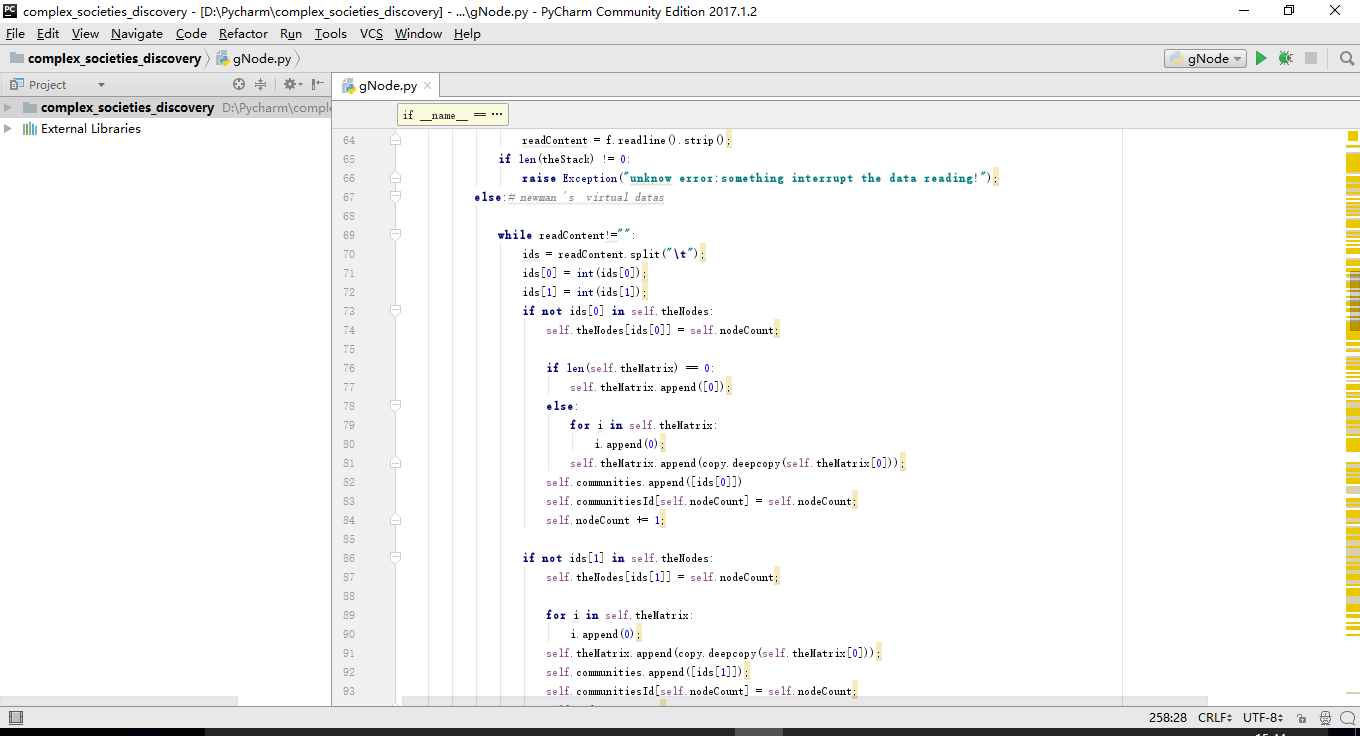 complex_societies_discovery - [D:\Pycharm\complex_societies_discovery] - ...\gNode.py - PyCharm Community Edition 2017.1.2
File Edit View Navigate Code Refactor Run Tools VCS Window Help
complex_societies_discovery gNode.py gNode
Project gNode.py
complex_societies_discovery D:\Pycharm\compl
External Libraries
if __name__ == ...
64 readContent = f.readline().strip();
65 if len(theStack) != 0:
66 raise Exception("unknow error:something interrupt the data reading!");
67 else:# newman's virtual datas
68
69 while readContent!="":
70 ids = readContent.split("\t");
71 ids[0] = int(ids[0]);
72 ids[1] = int(ids[1]);
73 if not ids[0] in self.theNodes:
74 self.theNodes[ids[0]] = self.nodeCount;
75
76 if len(self.theMatrix) == 0:
77 self.theMatrix.append([0]);
78 else:
79 for i in self.theMatrix:
80 i.append(0);
81 self.theMatrix.append(copy.deepcopy(self.theMatrix[0]));
82 self.communities.append([ids[0]])
83 self.communitiesId[self.nodeCount] = self.nodeCount;
84 self.nodeCount += 1;
85
86 if not ids[1] in self.theNodes:
87 self.theNodes[ids[1]] = self.nodeCount;
88
89 for i in self.theMatrix:
90 i.append(0);
91 self.theMatrix.append(copy.deepcopy(self.theMatrix[0]));
92 self.communities.append([ids[1]]);
93 self.communitiesId[self.nodeCount] = self.nodeCount;
258:28 CRLF UTF-8